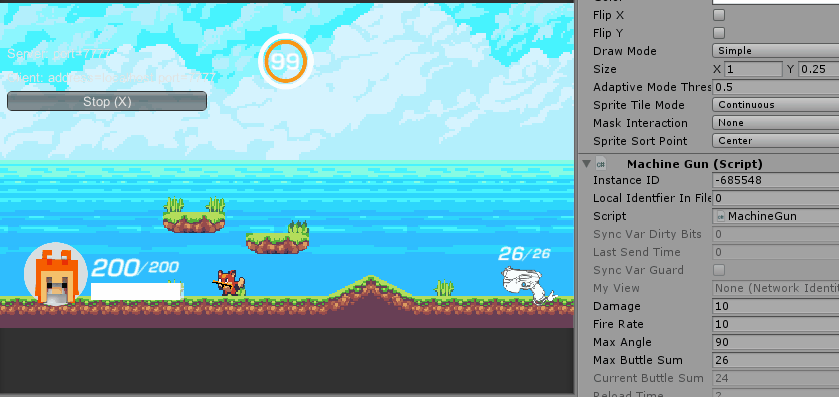 Server: port=7777
99
Stop (X)
200/200
26/26
Flip X
Flip Y
Draw Mode Simple
Size X 1 Y 0.25
Adaptive Mode Thres 0.5
Sprite Tile Mode Continuous
Mask Interaction None
Sprite Sort Point Center
Machine Gun (Script)
Instance ID -685548
Local Identfier In File 0
Script MachineGun
Sync Var Dirty Bits 0
Last Send Time 0
Sync Var Guard
My View None (Network Identit
Damage 10
Fire Rate 10
Max Angle 90
Max Buttle Sum 26
Current Buttle Sum 24
Reload Time 2